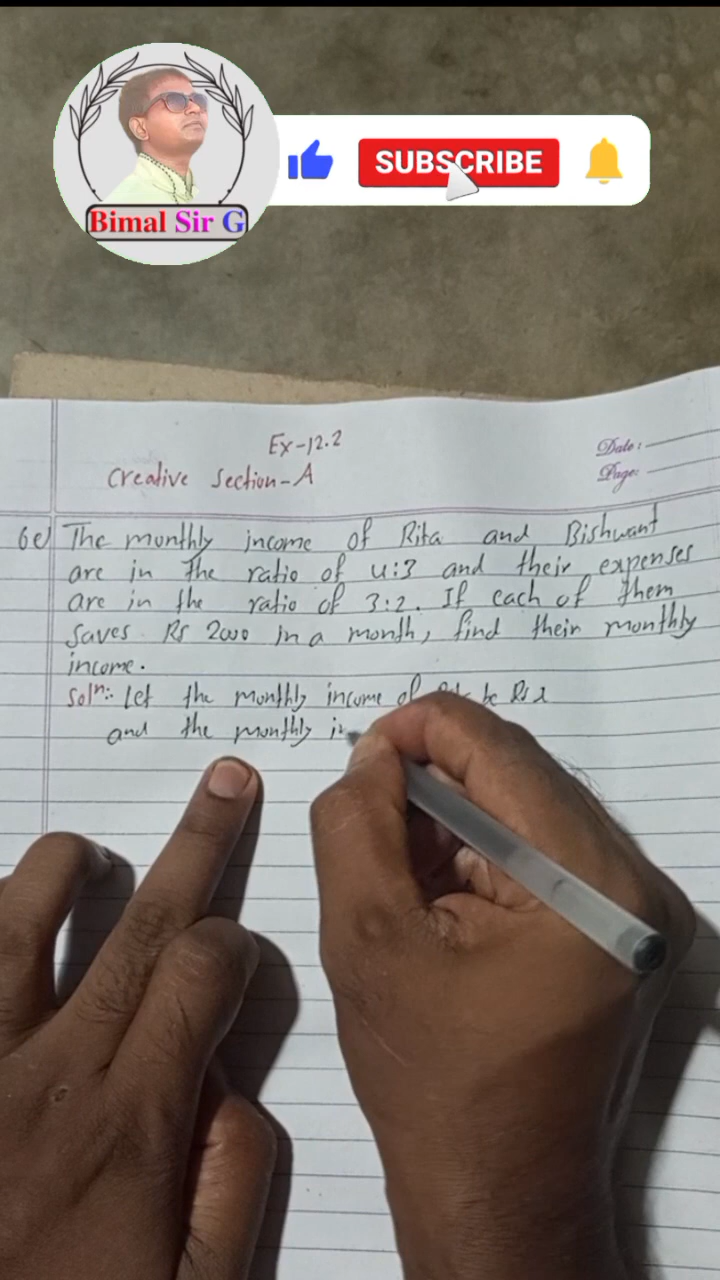 Bimal Sir G
SUBSCRIBE
Ex-12.2
Creative Section-A
Date:
Page:
6e) The monthly income of Rita and Bishwant
are in the ratio of 4:3 and their expenses
are in the ratio of 3:2. If each of them
saves Rs 2000 in a month, find their monthly
income.
Soln:- Let the monthly income of be Rs x
and the monthly